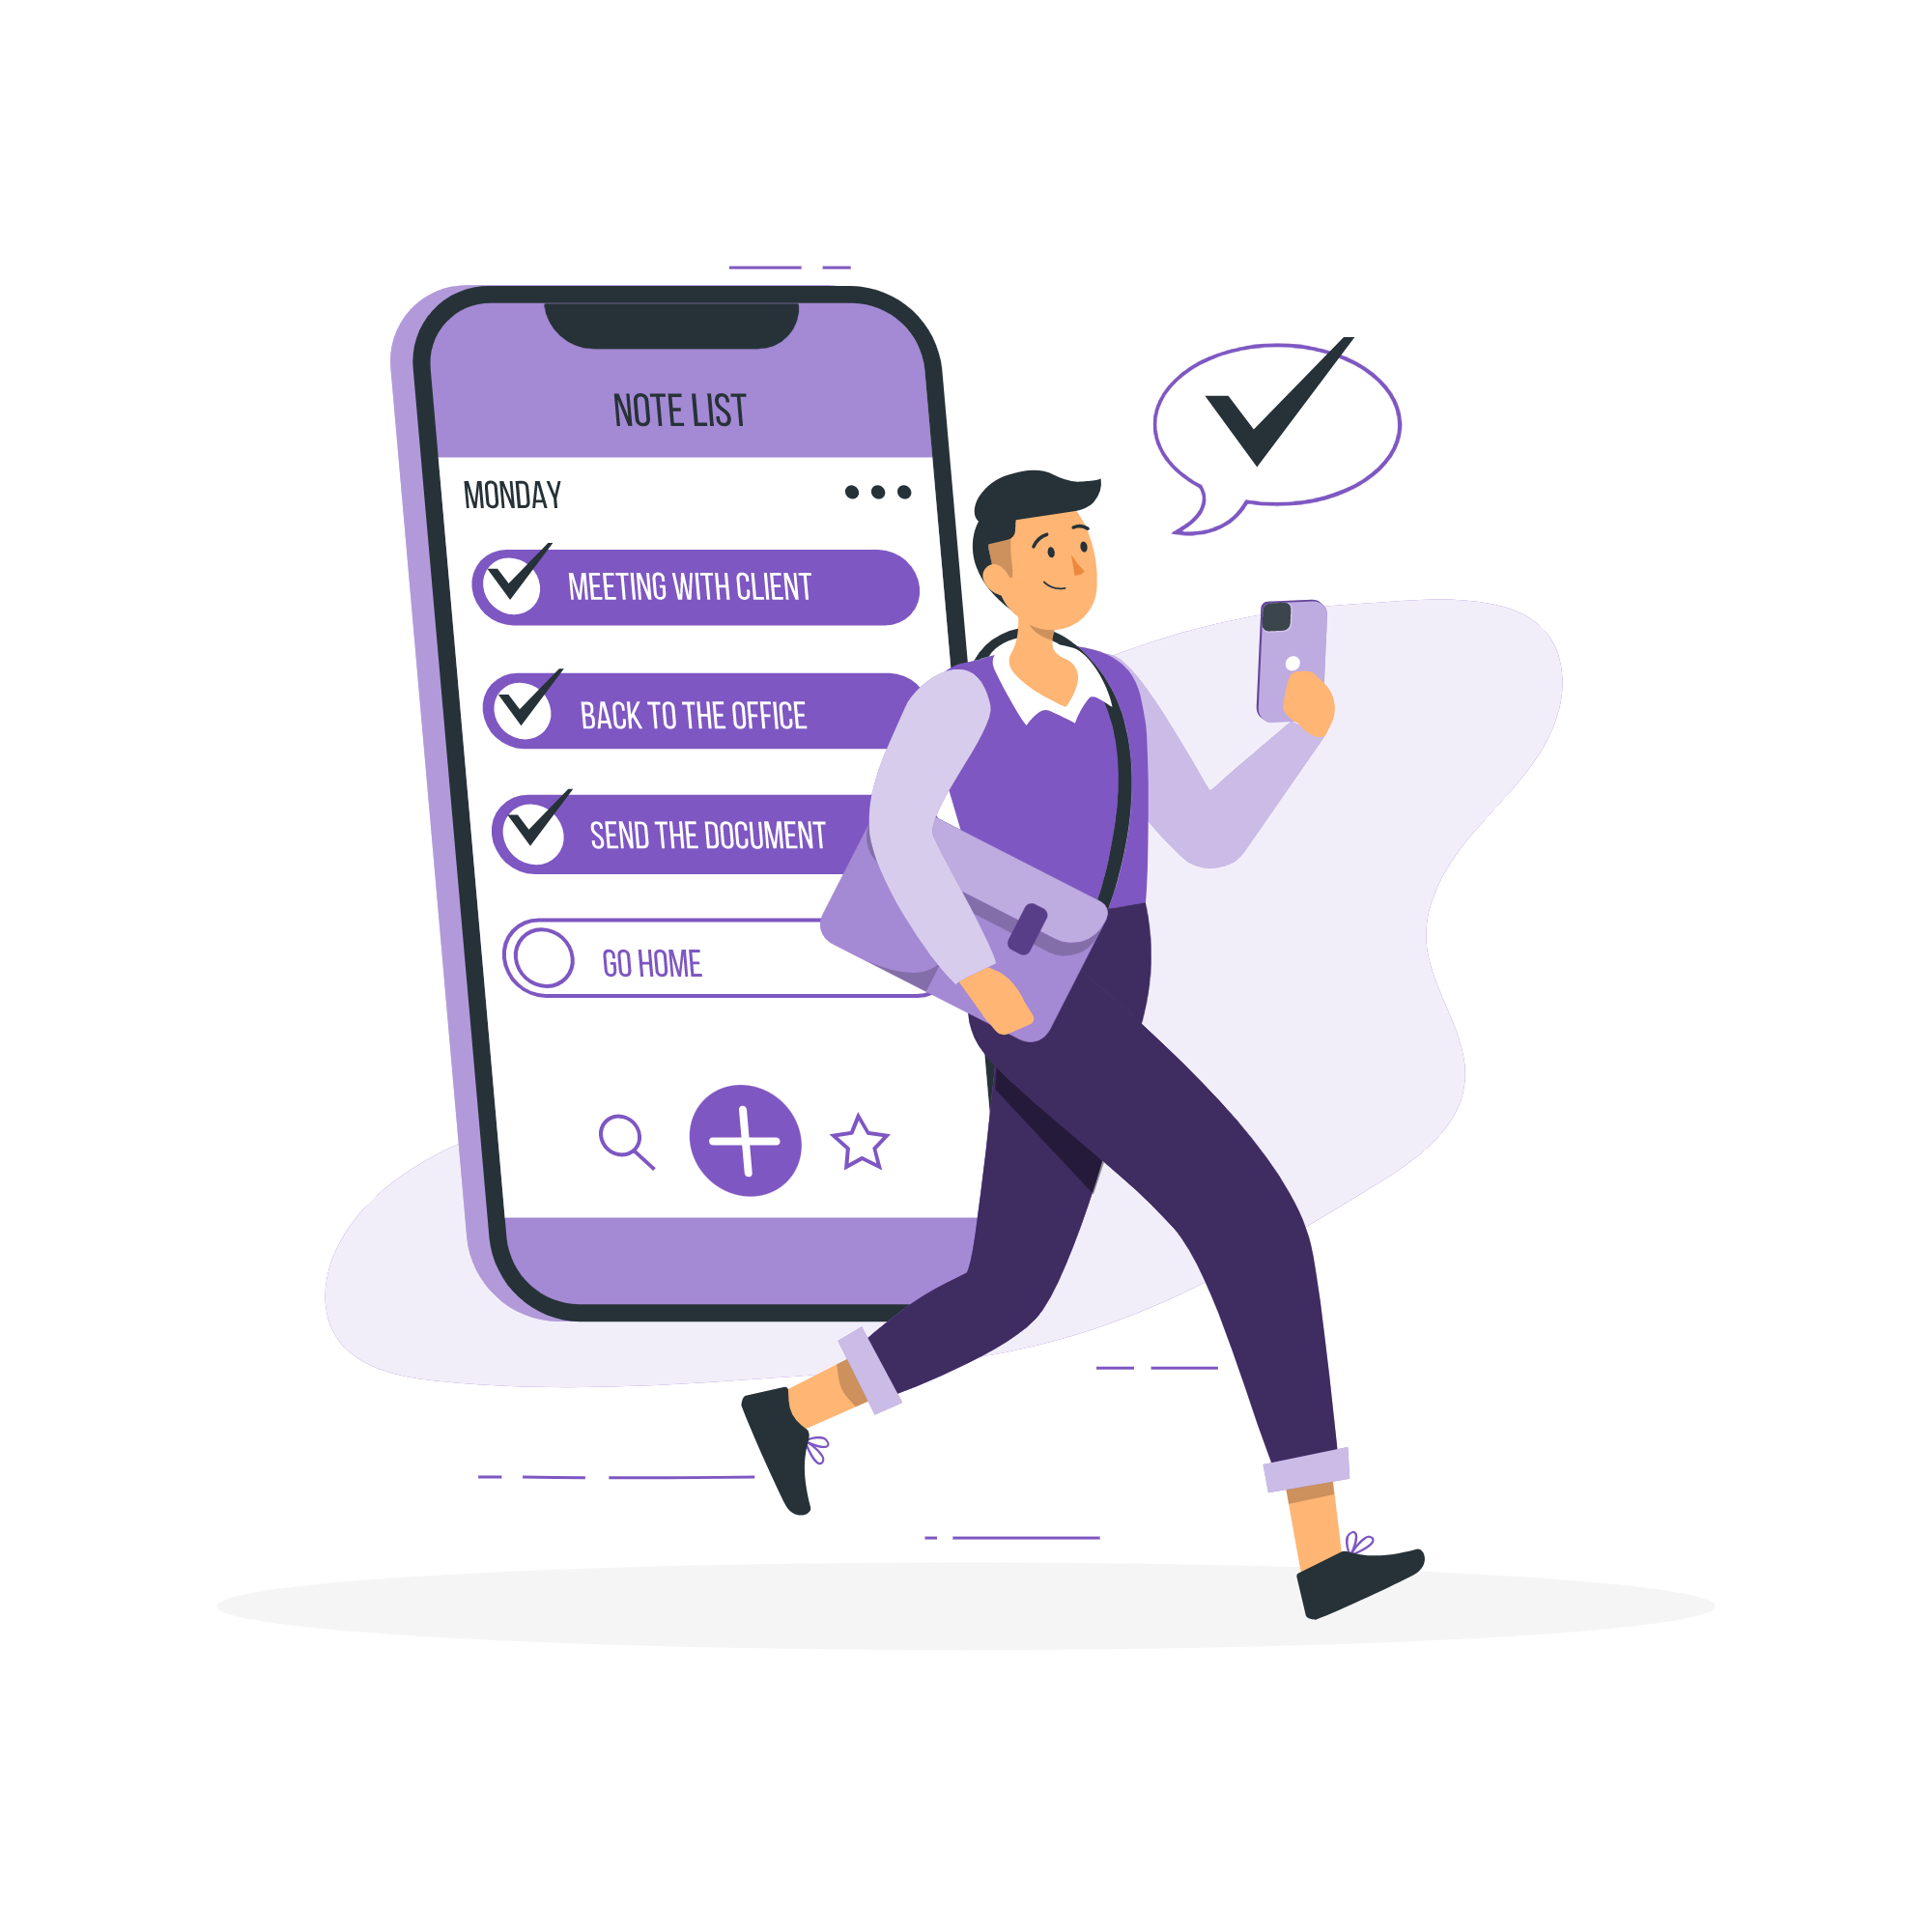 NOTE LIST
MONDAY
MEETING WITH CLIENT
BACK TO THE OFFICE
SEND THE DOCUMENT
GO HOME